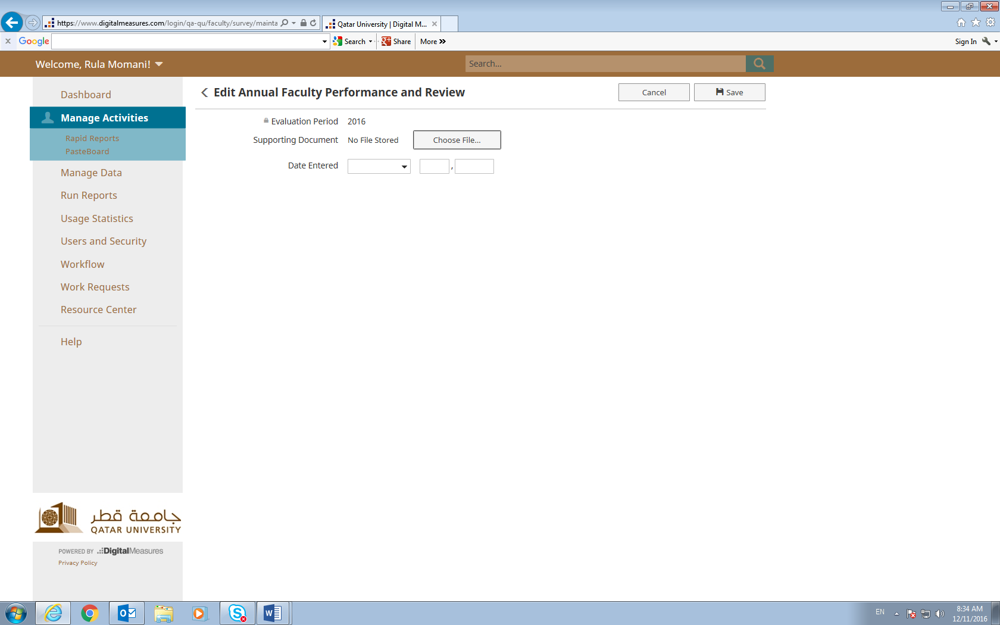 https://www.digitalmeasures.com/login/qa-qu/faculty/survey/mainta
Qatar University | Digital M...
x Google
Search
Share
More »
Sign In
Welcome, Rula Momani!
Search...
Dashboard
Manage Activities
Rapid Reports
PasteBoard
Manage Data
Run Reports
Usage Statistics
Users and Security
Workflow
Work Requests
Resource Center
Help
Edit Annual Faculty Performance and Review
Cancel
Save
Evaluation Period 2016
Supporting Document No File Stored Choose File...
Date Entered ,
جامعة قطر
QATAR UNIVERSITY
POWERED BY DigitalMeasures
Privacy Policy
EN
8:34 AM
12/11/2016